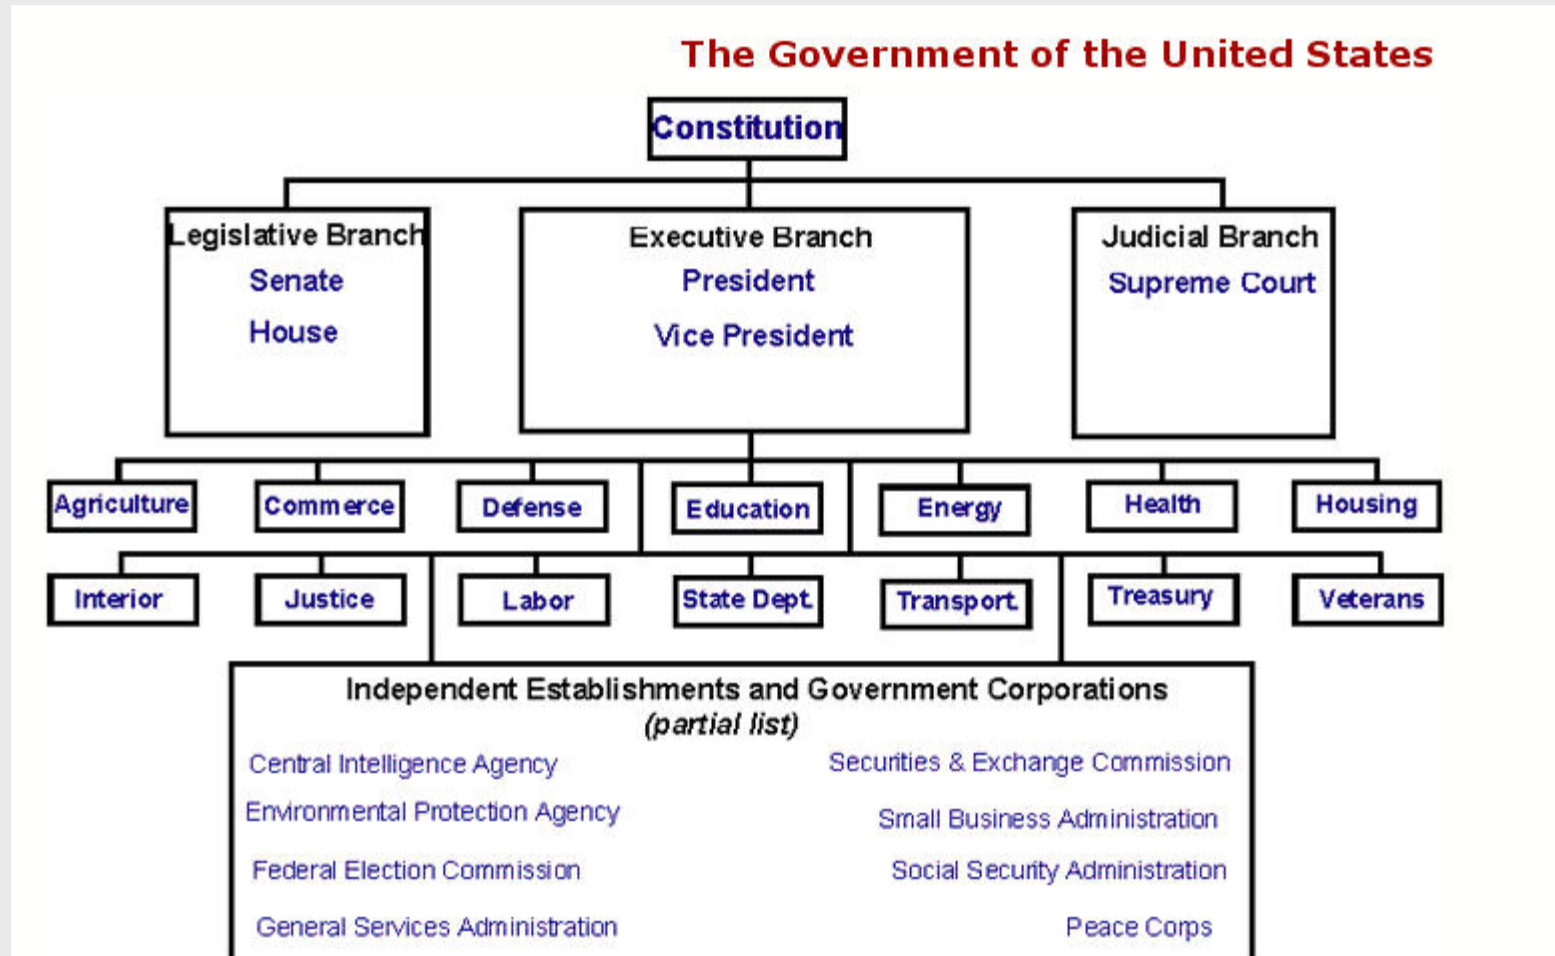 The Government of the United States
Constitution
Legislative Branch
Senate
House
Executive Branch
President
Vice President
Judicial Branch
Supreme Court
Agriculture
Commerce
Defense
Education
Energy
Health
Housing
Interior
Justice
Labor
State Dept.
Transport.
Treasury
Veterans
Independent Establishments and Government Corporations
(partial list)
Central Intelligence Agency
Securities & Exchange Commission
Environmental Protection Agency
Small Business Administration
Federal Election Commission
Social Security Administration
General Services Administration
Peace Corps